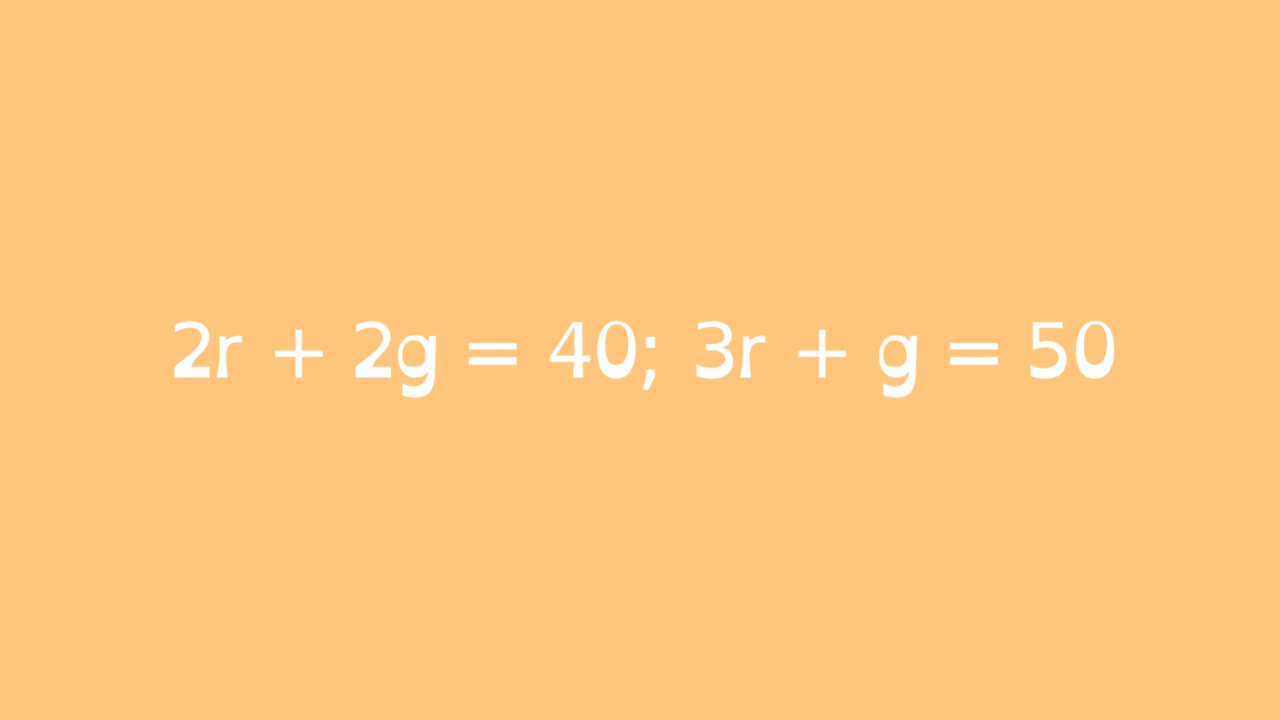 2r + 2g = 40; 3r + g = 50